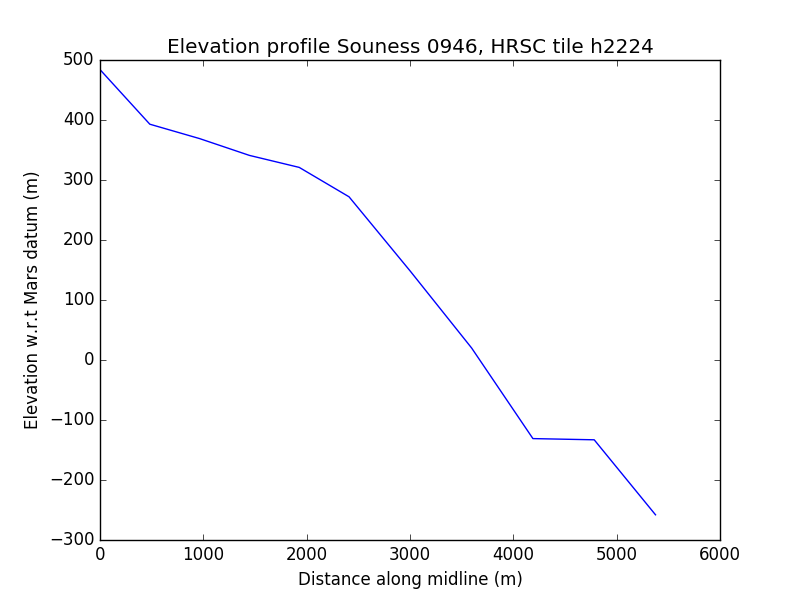 Elevation profile Souness 0946, HRSC tile h2224
500
400
300
200
100
0
−100
−200
−300
Elevation w.r.t Mars datum (m)
0 1000 2000 3000 4000 5000 6000
Distance along midline (m)